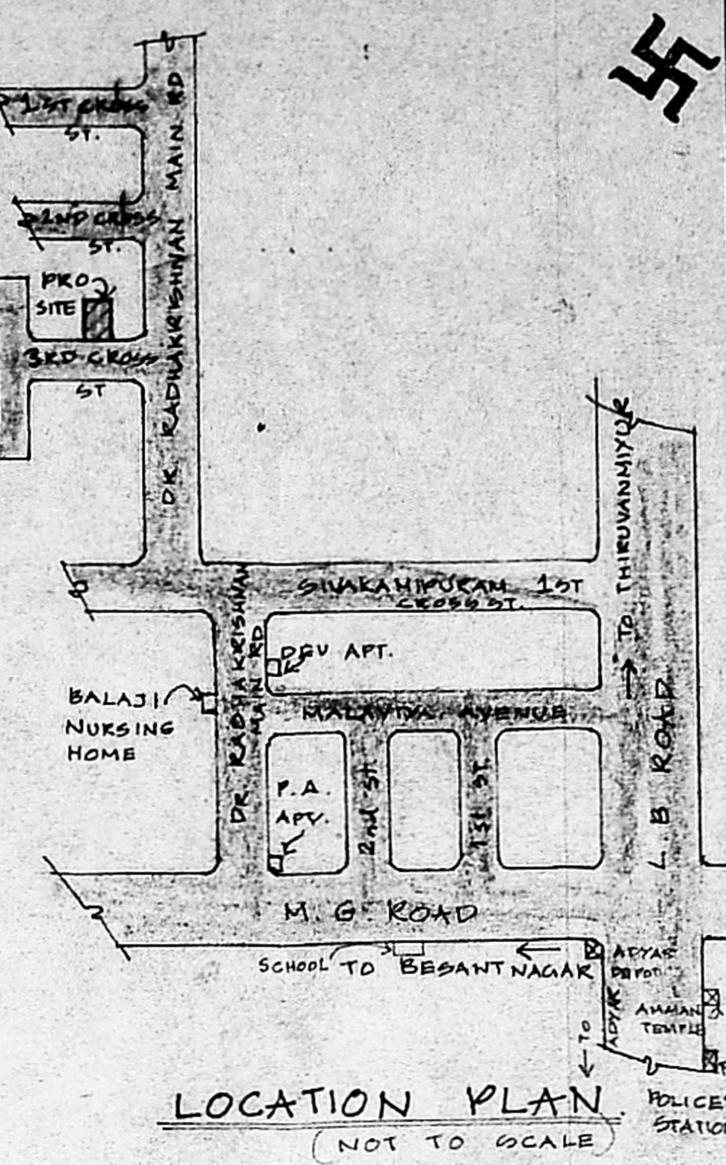 1ST CROSS
ST.
2ND CROSS
ST.
PRO
SITE
3RD CROSS
ST
DR. RADHAKRISHNAN MAIN RD
TO THIRUVANMIYUR
SIVAKAMIPURAM 1ST
CROSS ST.
DR. RADHAKRISHNAN
MAIN RD
DEV APT.
BALAJI
NURSING
HOME
MALAVIYA AVENUE
L. B ROAD
P. A.
APT.
2nd St.
1st St.
M. G ROAD
SCHOOL
TO BESANT NAGAR
ADYAR
DEPOT
TO
ADYAR
AMMAN
TEMPLE
POLICE
STATION
LOCATION PLAN.
(NOT TO SCALE)